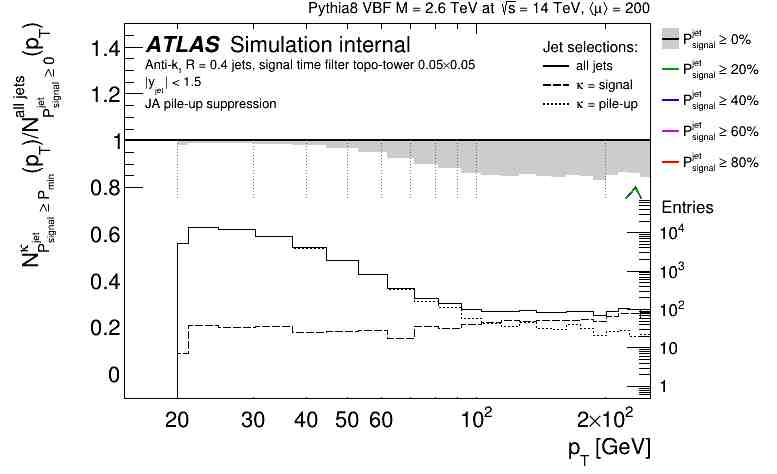 Pythia8 VBF M = 2.6 TeV at √s = 14 TeV, ⟨μ⟩ = 200
ATLAS Simulation internal
Anti-k_t R = 0.4 jets, signal time filter topo-tower 0.05×0.05
|y_jet| < 1.5
JA pile-up suppression
Jet selections:
all jets
κ = signal
κ = pile-up
P^jet_signal ≥ 0%
P^jet_signal ≥ 20%
P^jet_signal ≥ 40%
P^jet_signal ≥ 60%
P^jet_signal ≥ 80%
N^κ_{P^jet_signal ≥ P_min}(p_T)/N^{all jets}_{P^jet_signal ≥ 0}(p_T)
1.4
1.2
1
0.8
0.6
0.4
0.2
0
Entries
10^4
10^3
10^2
10
1
20 30 40 50 60 10^2 2×10^2
p_T [GeV]